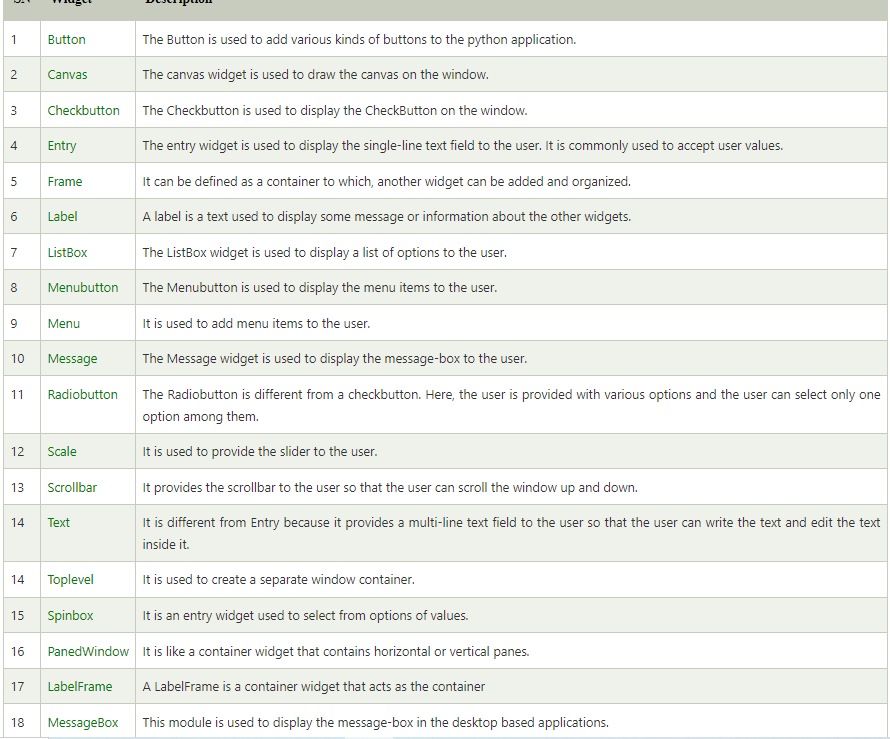 SN Widget Description
1 Button The Button is used to add various kinds of buttons to the python application.
2 Canvas The canvas widget is used to draw the canvas on the window.
3 Checkbutton The Checkbutton is used to display the CheckButton on the window.
4 Entry The entry widget is used to display the single-line text field to the user. It is commonly used to accept user values.
5 Frame It can be defined as a container to which, another widget can be added and organized.
6 Label A label is a text used to display some message or information about the other widgets.
7 ListBox The ListBox widget is used to display a list of options to the user.
8 Menubutton The Menubutton is used to display the menu items to the user.
9 Menu It is used to add menu items to the user.
10 Message The Message widget is used to display the message-box to the user.
11 Radiobutton The Radiobutton is different from a checkbutton. Here, the user is provided with various options and the user can select only one
option among them.
12 Scale It is used to provide the slider to the user.
13 Scrollbar It provides the scrollbar to the user so that the user can scroll the window up and down.
14 Text It is different from Entry because it provides a multi-line text field to the user so that the user can write the text and edit the text
inside it.
14 Toplevel It is used to create a separate window container.
15 Spinbox It is an entry widget used to select from options of values.
16 PanedWindow It is like a container widget that contains horizontal or vertical panes.
17 LabelFrame A LabelFrame is a container widget that acts as the container
18 MessageBox This module is used to display the message-box in the desktop based applications.